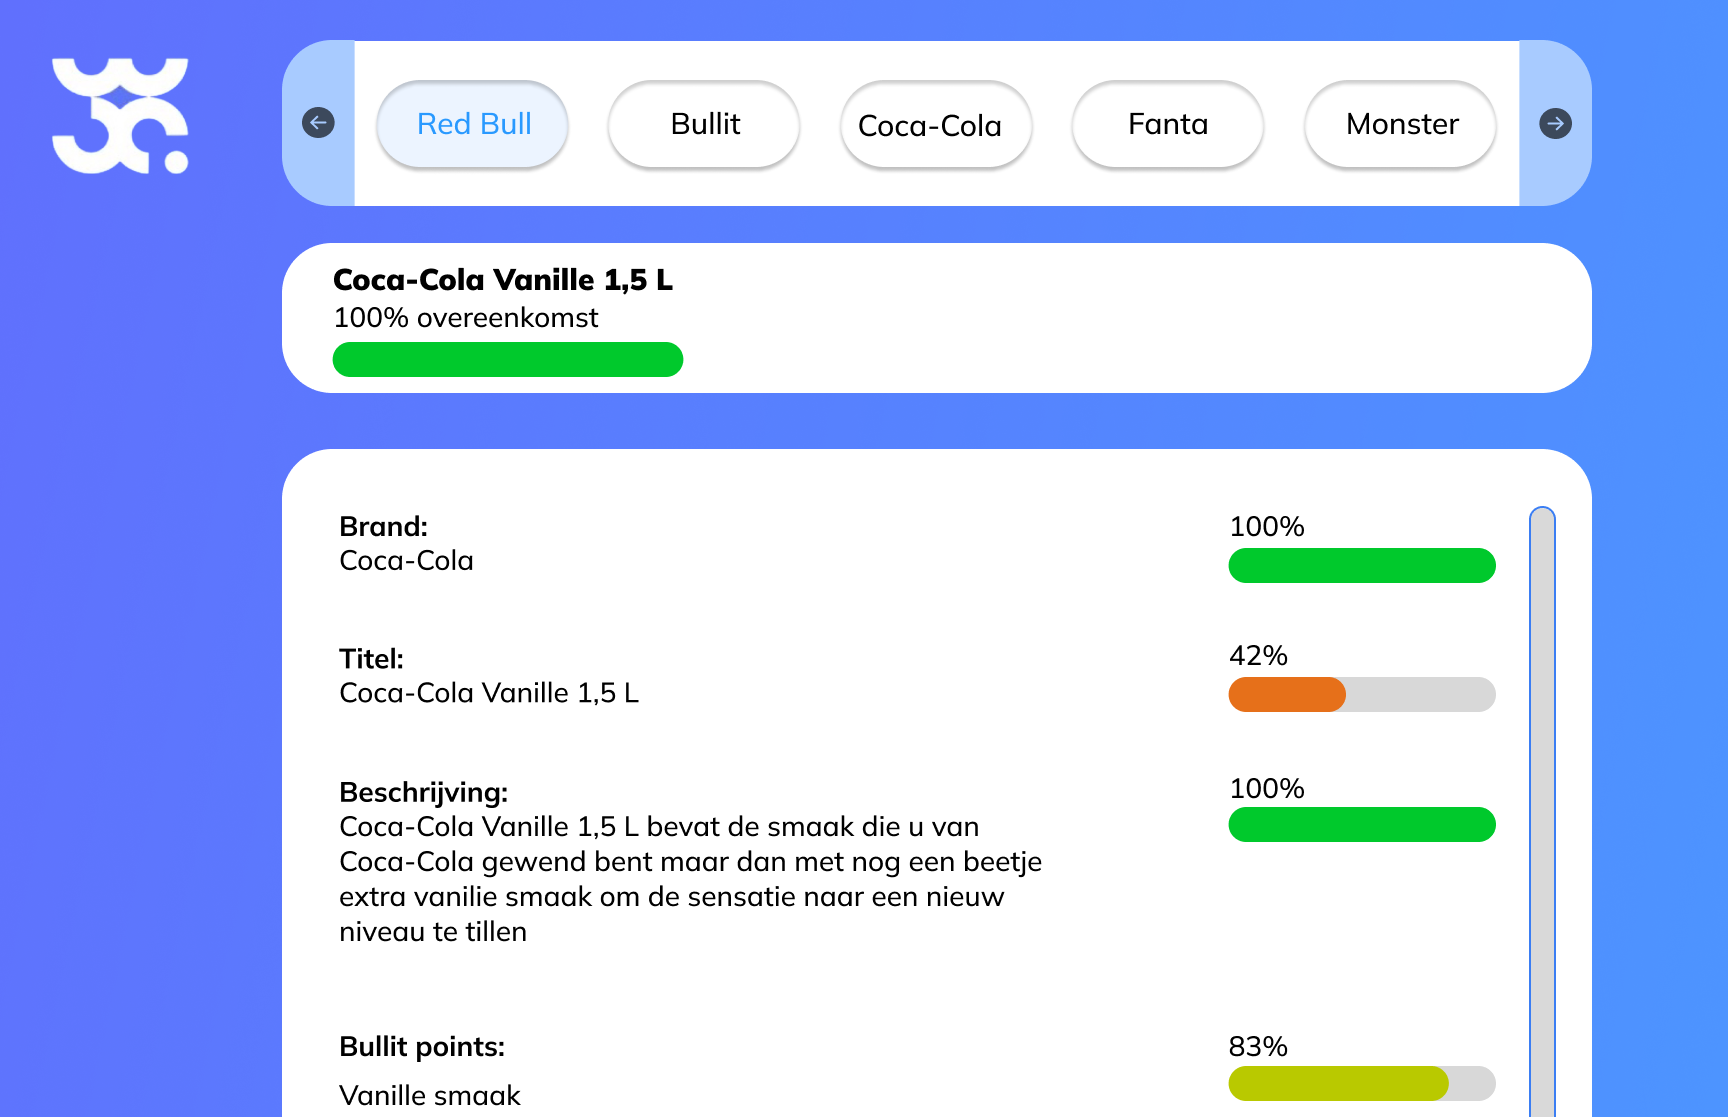 Red Bull
Bullit
Coca-Cola
Fanta
Monster
Coca-Cola Vanille 1,5 L
100% overeenkomst
Brand:
100%
Coca-Cola
Titel:
42%
Coca-Cola Vanille 1,5 L
Beschrijving:
100%
Coca-Cola Vanille 1,5 L bevat de smaak die u van
Coca-Cola gewend bent maar dan met nog een beetje
extra vanilie smaak om de sensatie naar een nieuw
niveau te tillen
Bullit points:
83%
Vanille smaak